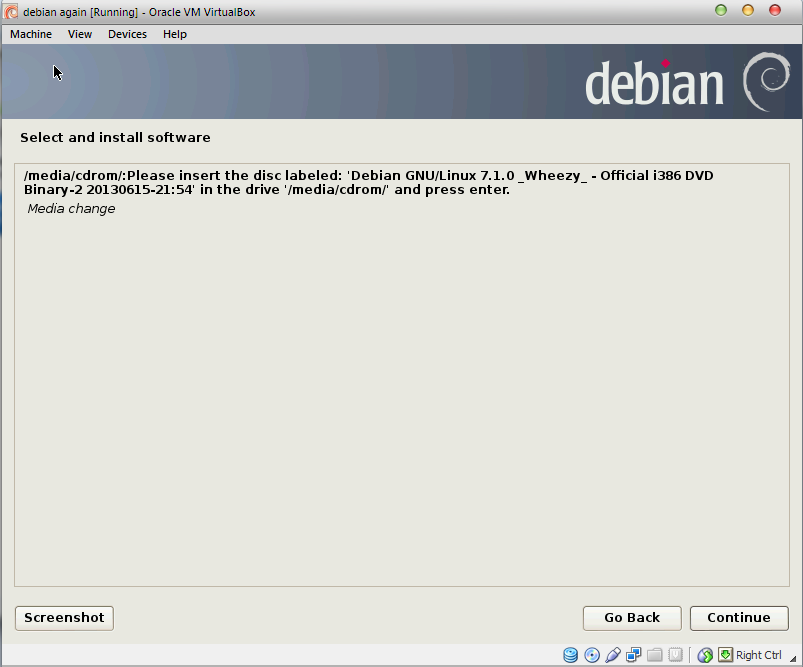 debian again [Running] - Oracle VM VirtualBox
Machine View Devices Help
debian
Select and install software
/media/cdrom/:Please insert the disc labeled: 'Debian GNU/Linux 7.1.0 _Wheezy_ - Official i386 DVD
Binary-2 20130615-21:54' in the drive '/media/cdrom/' and press enter.
Media change
Screenshot Go Back Continue
Right Ctrl